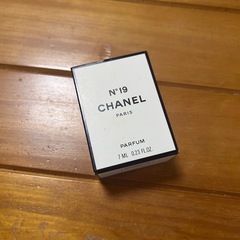 N°19
CHANEL
PARIS
PARFUM
7 ML 0.23 FL.OZ.